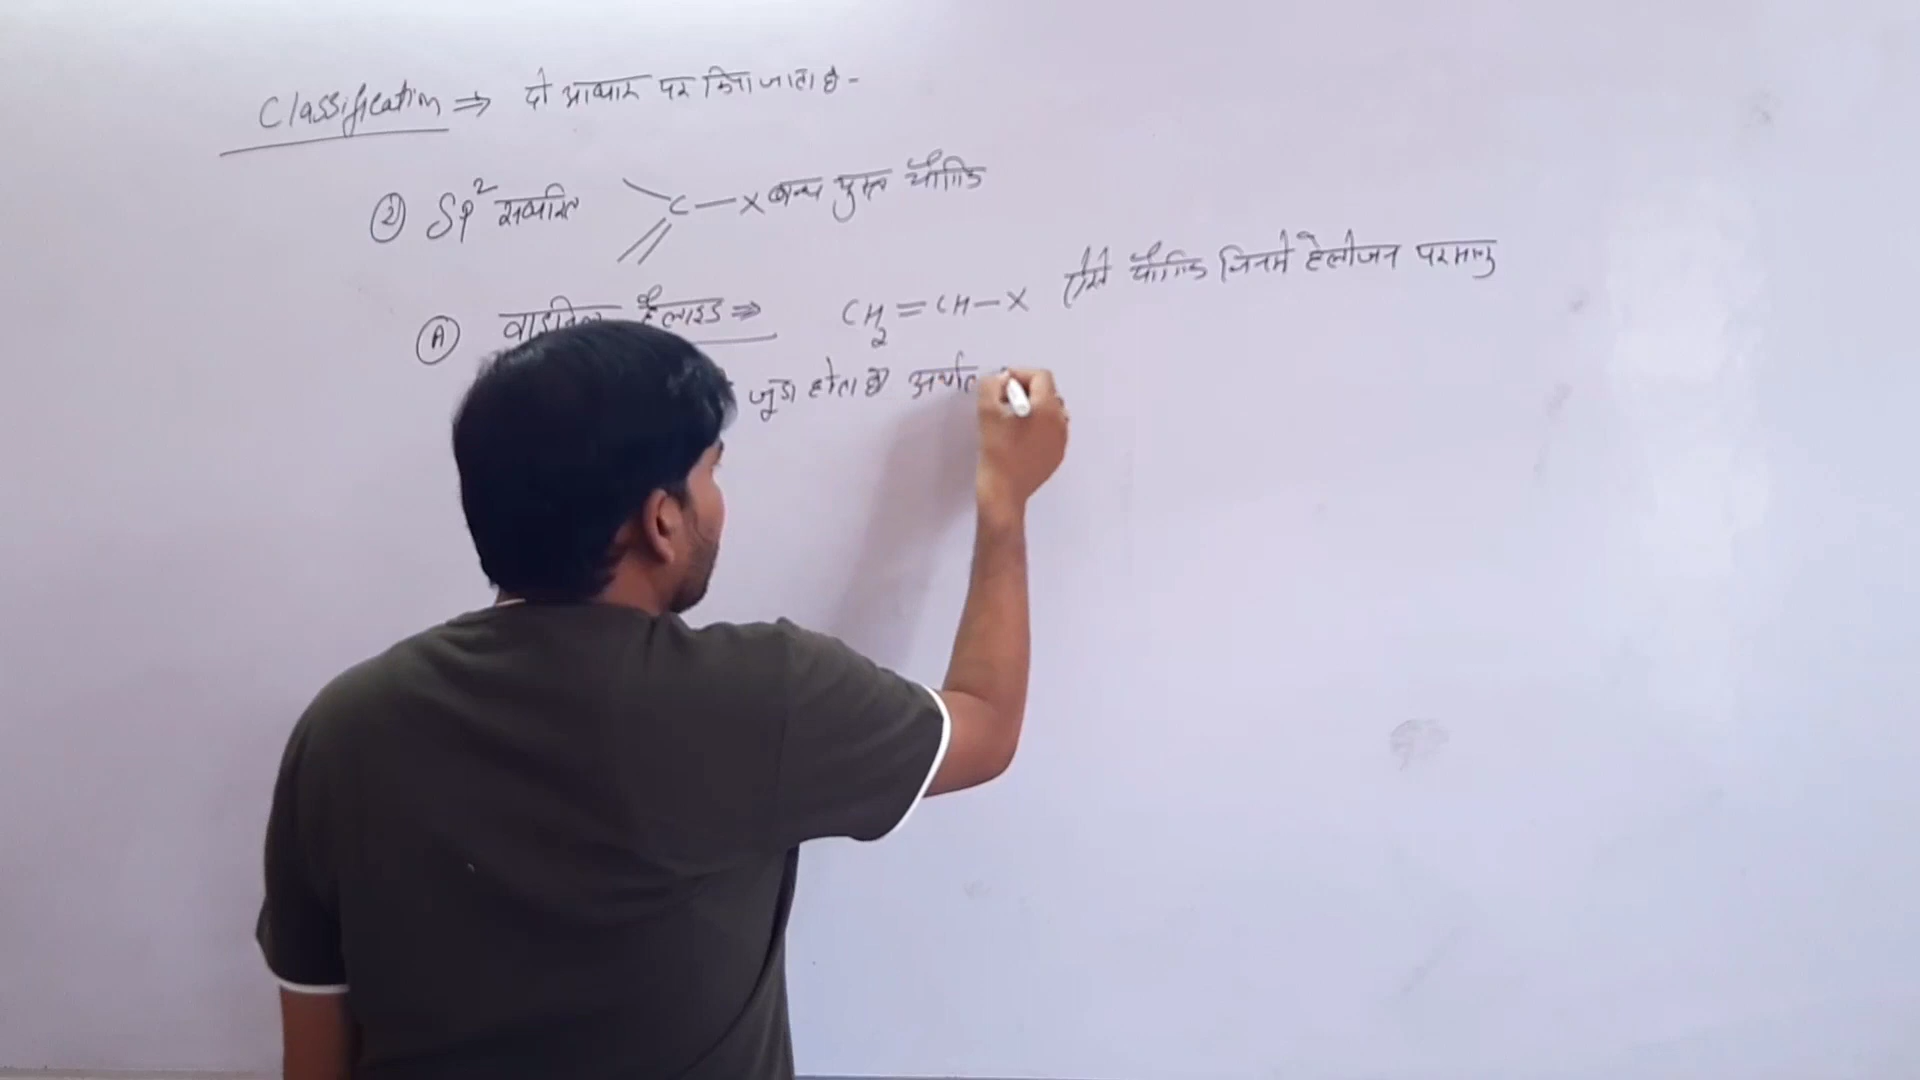 Classification ⇒ दो आधार पर किया जाता है -
② SP² संकरित C—X बन्ध युक्त यौगिक
Ⓐ वाइनिल हैलाइड ⇒ CH₂=CH—X ऐसे यौगिक जिनमें हैलोजन परमाणु
जुडा होता है अर्थात